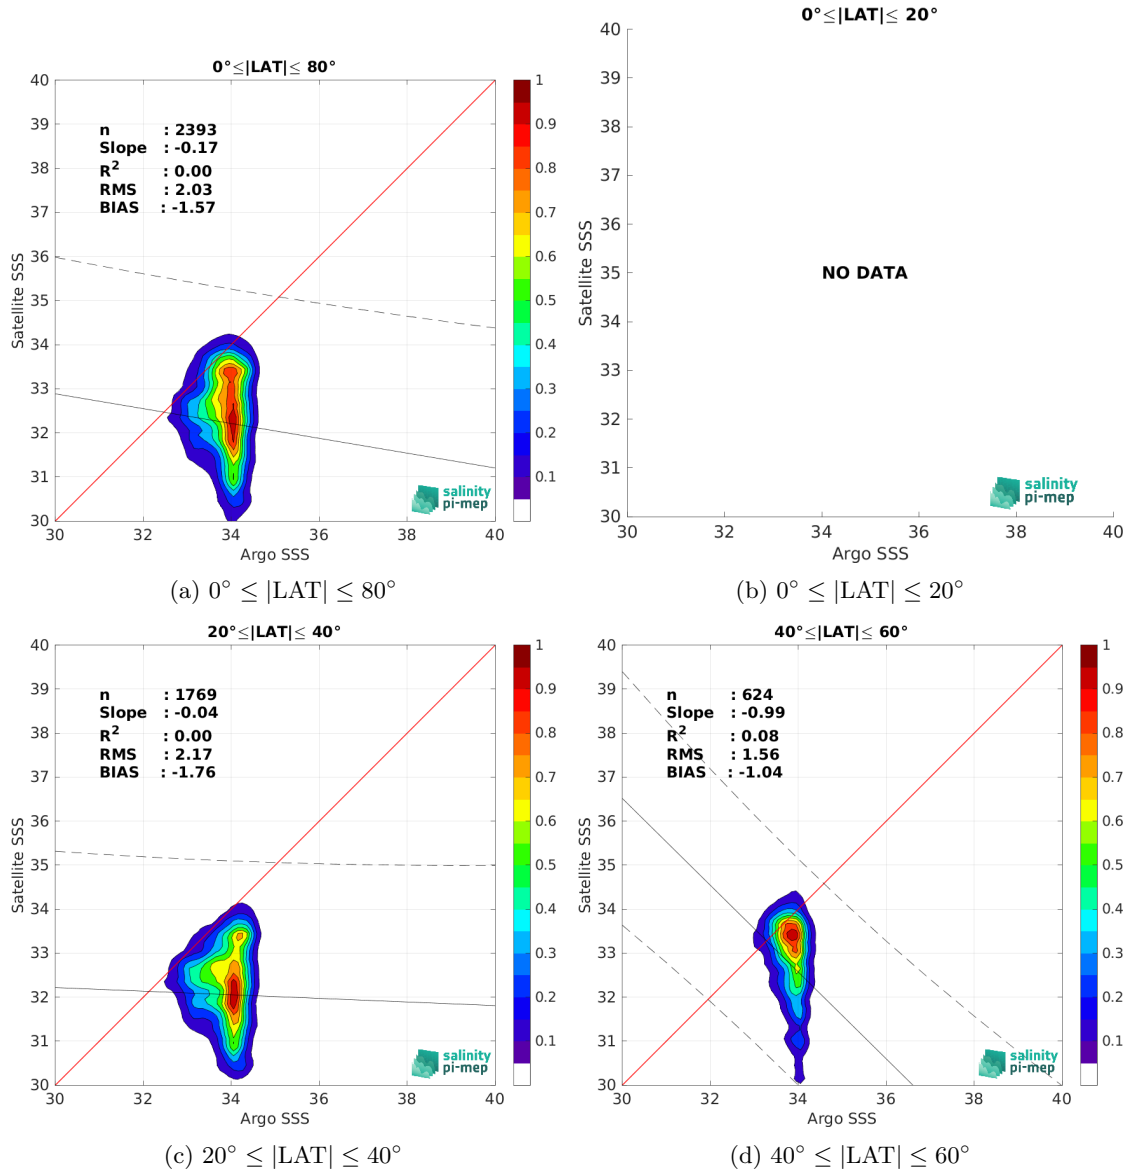 0°≤|LAT|≤ 80°
40
39
38
37
36
35
34
33
32
31
30
Satellite SSS
n : 2393
Slope : -0.17
R2 : 0.00
RMS : 2.03
BIAS : -1.57
salinity
pi-mep
30 32 34 36 38 40
Argo SSS
1
0.9
0.8
0.7
0.6
0.5
0.4
0.3
0.2
0.1
(a) 0° ≤ |LAT| ≤ 80°
0°≤|LAT|≤ 20°
40
39
38
37
36
35
34
33
32
31
30
Satellite SSS
NO DATA
salinity
pi-mep
30 32 34 36 38 40
Argo SSS
(b) 0° ≤ |LAT| ≤ 20°
20°≤|LAT|≤ 40°
40
39
38
37
36
35
34
33
32
31
30
Satellite SSS
n : 1769
Slope : -0.04
R2 : 0.00
RMS : 2.17
BIAS : -1.76
salinity
pi-mep
30 32 34 36 38 40
Argo SSS
1
0.9
0.8
0.7
0.6
0.5
0.4
0.3
0.2
0.1
(c) 20° ≤ |LAT| ≤ 40°
40°≤|LAT|≤ 60°
40
39
38
37
36
35
34
33
32
31
30
Satellite SSS
n : 624
Slope : -0.99
R2 : 0.08
RMS : 1.56
BIAS : -1.04
salinity
pi-mep
30 32 34 36 38 40
Argo SSS
1
0.9
0.8
0.7
0.6
0.5
0.4
0.3
0.2
0.1
(d) 40° ≤ |LAT| ≤ 60°